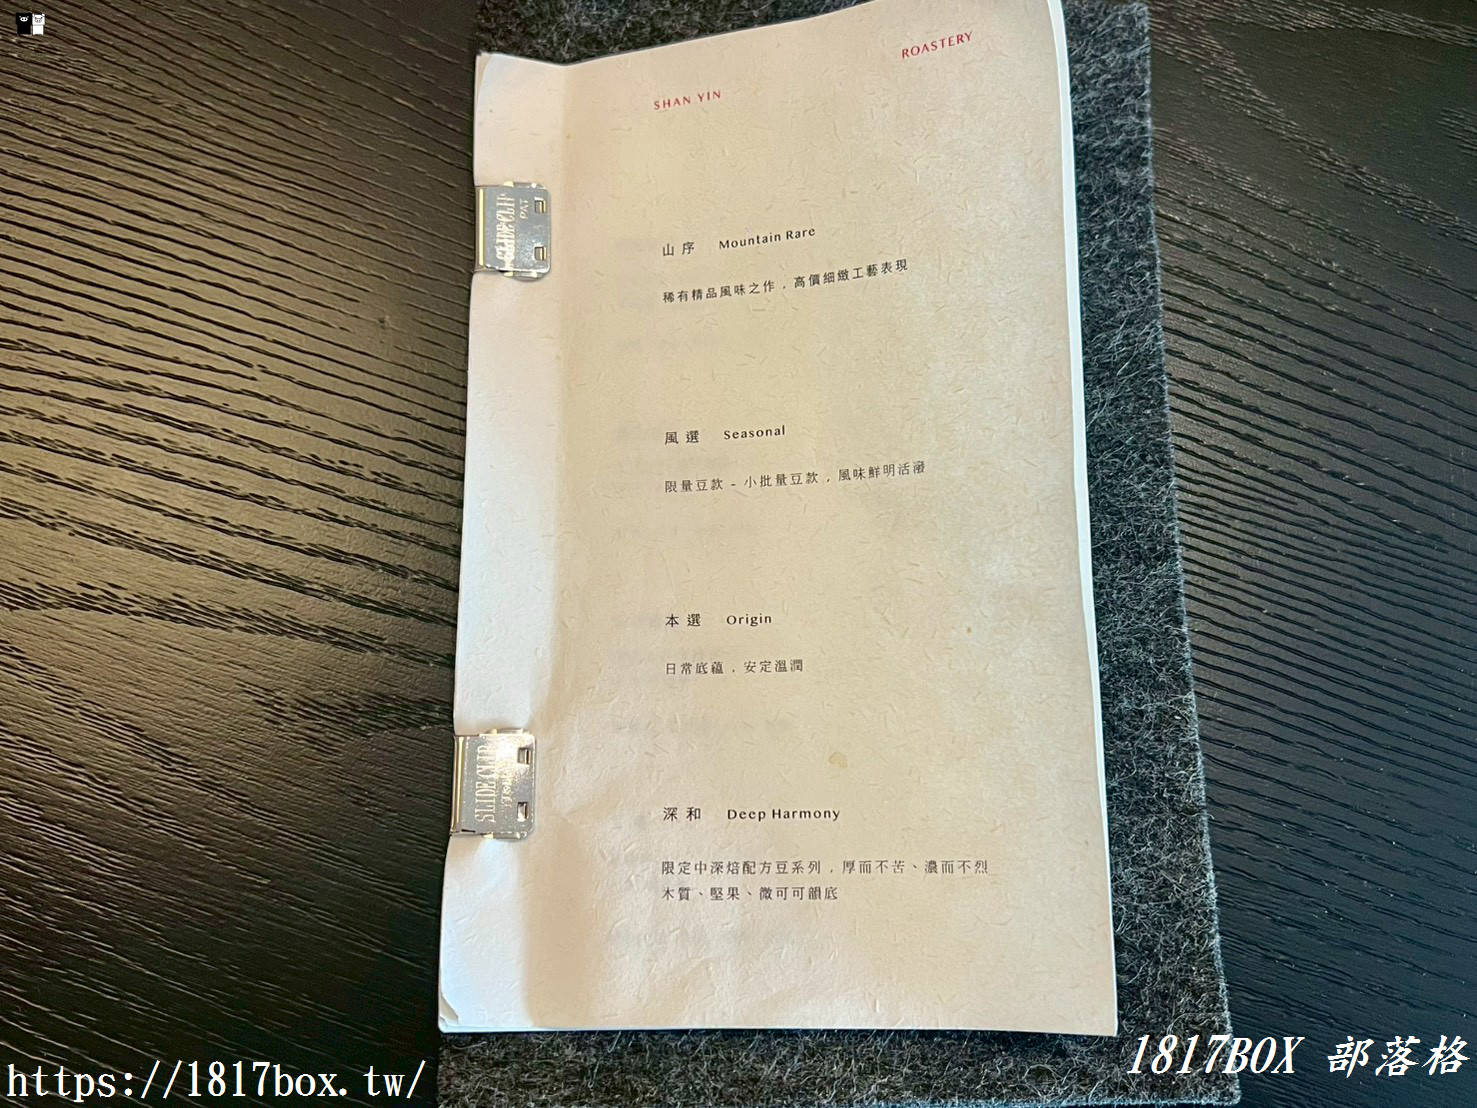 SHAN YIN
ROASTERY
山序 Mountain Rare
稀有精品風味之作，高價細緻工藝表現
風選 Seasonal
限量豆款 - 小批量豆款，風味鮮明活潑
本選 Origin
日常底蘊，安定溫潤
深和 Deep Harmony
限定中深焙配方豆系列，厚而不苦、濃而不烈
木質、堅果、微可可韻底
SLIDECLIP
PAT
SLIDECLIP
https://1817box.tw/
1817BOX 部落格